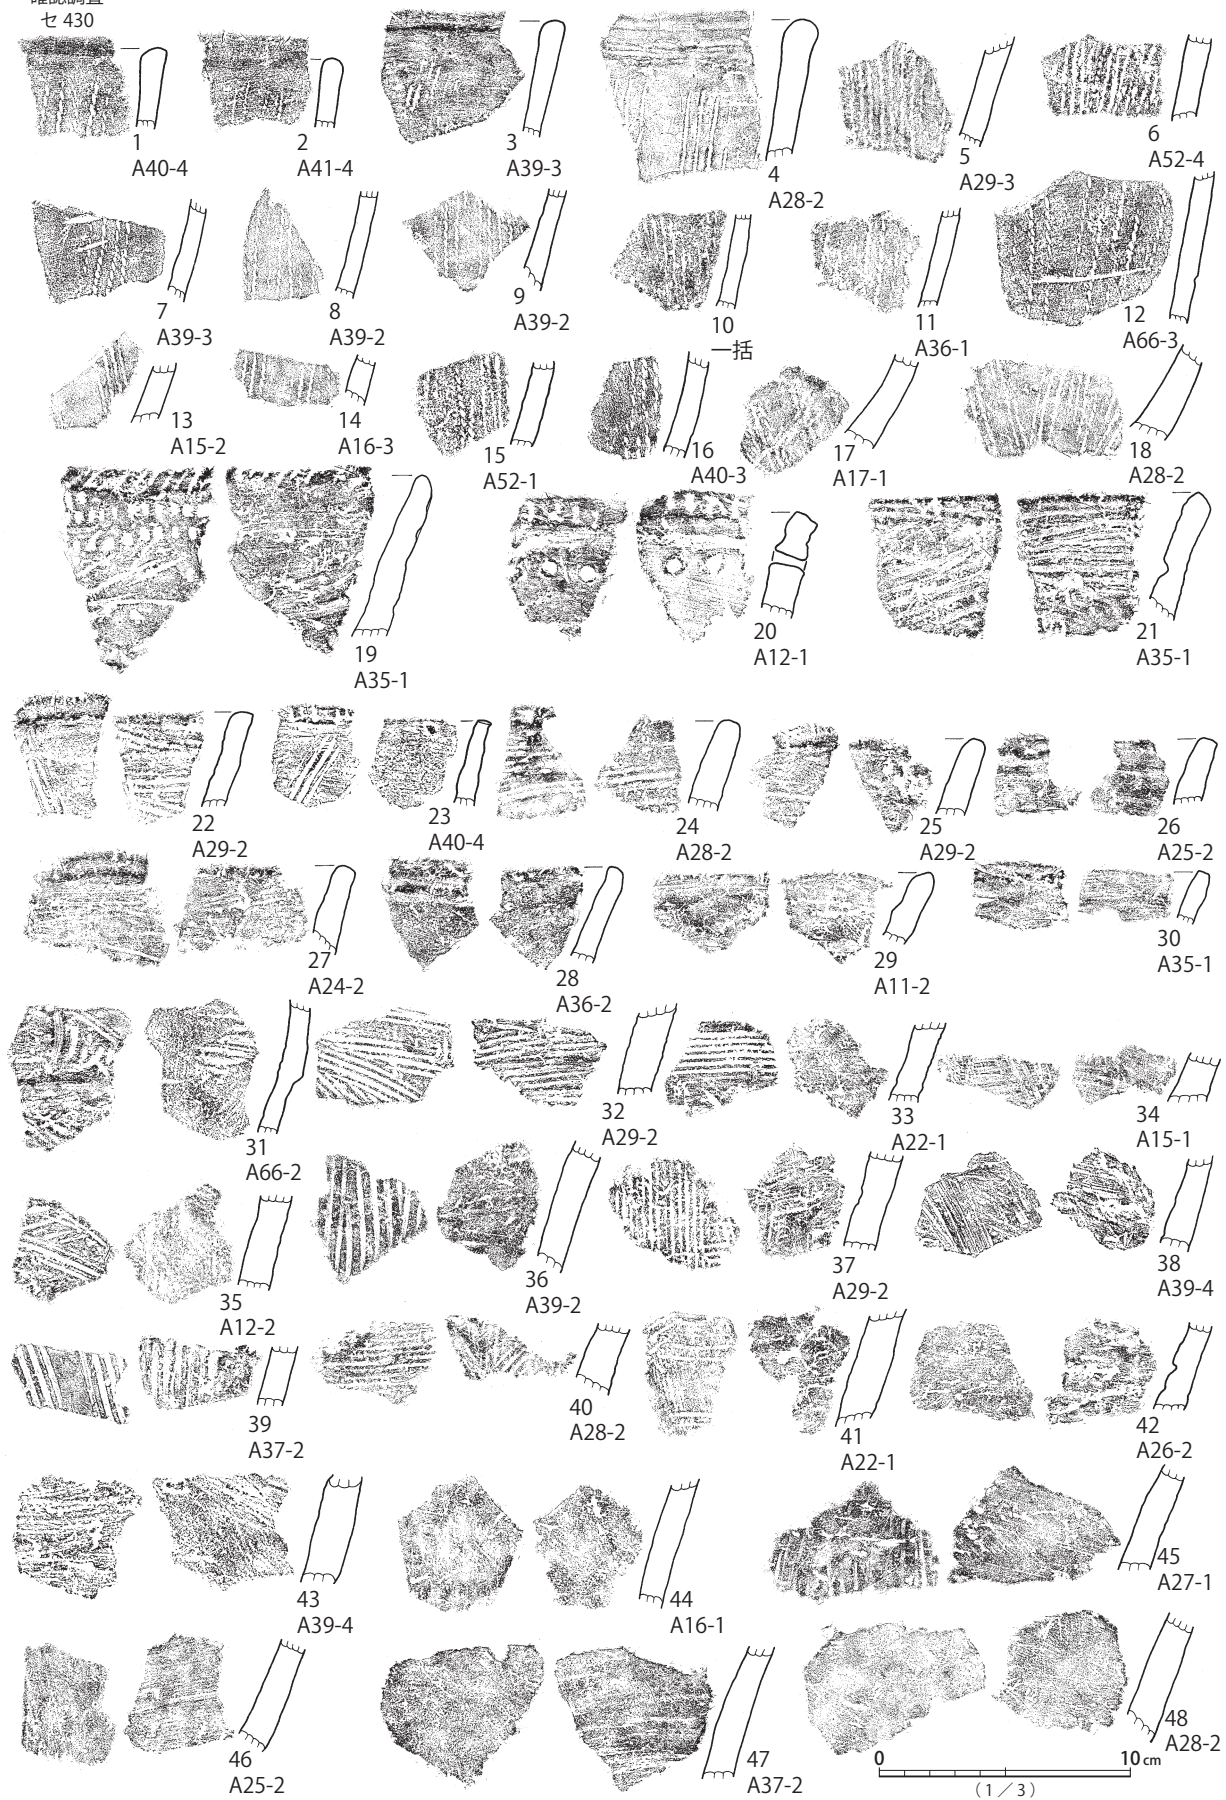 確認調査
セ 430
1
A40-4
2
A41-4
3
A39-3
4
A28-2
5
A29-3
6
A52-4
7
A39-3
8
A39-2
9
A39-2
10
一括
11
A36-1
12
A66-3
13
A15-2
14
A16-3
15
A52-1
16
A40-3
17
A17-1
18
A28-2
19
A35-1
20
A12-1
21
A35-1
22
A29-2
23
A40-4
24
A28-2
25
A29-2
26
A25-2
27
A24-2
28
A36-2
29
A11-2
30
A35-1
31
A66-2
32
A29-2
33
A22-1
34
A15-1
35
A12-2
36
A39-2
37
A29-2
38
A39-4
39
A37-2
40
A28-2
41
A22-1
42
A26-2
43
A39-4
44
A16-1
45
A27-1
46
A25-2
47
A37-2
48
A28-2
0 10 cm
(1/3)